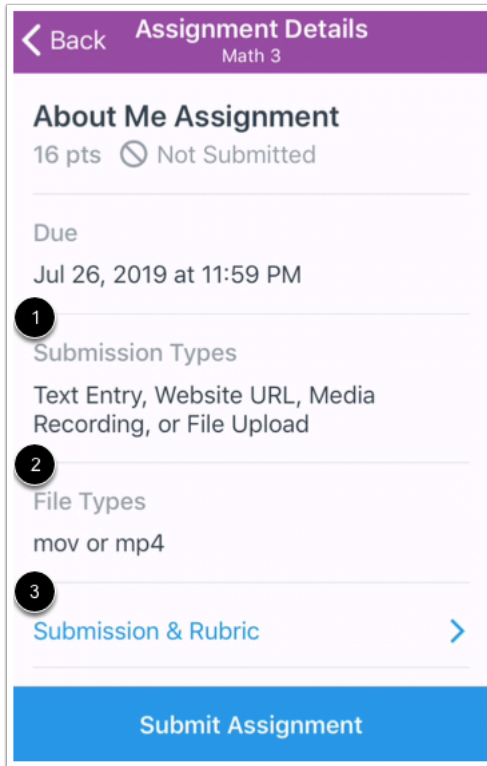 Back
Assignment Details
Math 3
About Me Assignment
16 pts Not Submitted
Due
Jul 26, 2019 at 11:59 PM
1
Submission Types
Text Entry, Website URL, Media
Recording, or File Upload
2
File Types
mov or mp4
3
Submission & Rubric
Submit Assignment